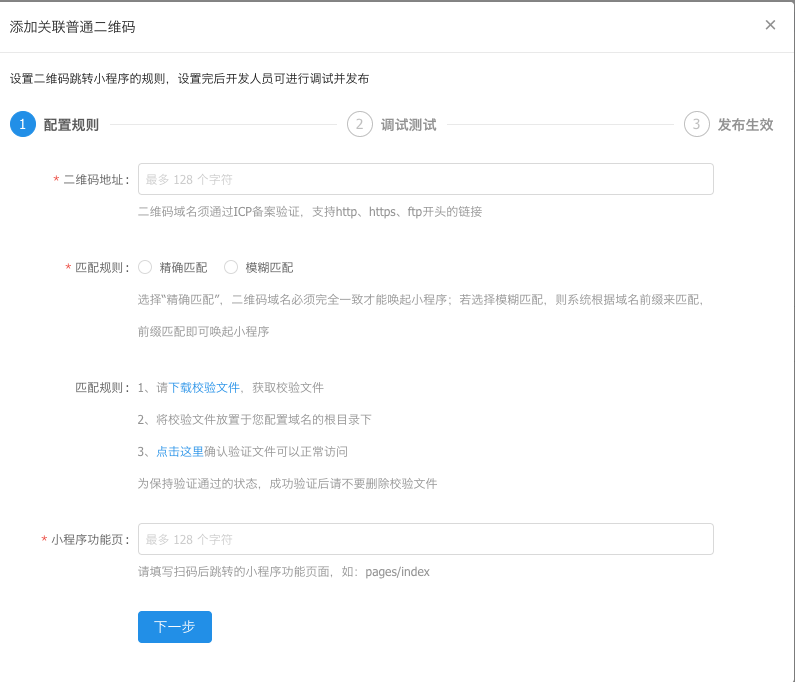 添加关联普通二维码
×
设置二维码跳转小程序的规则，设置完后开发人员可进行调试并发布
1 配置规则 2 调试测试 3 发布生效
* 二维码地址： 最多 128 个字符
二维码域名须通过ICP备案验证，支持http、https、ftp开头的链接
* 匹配规则： 精确匹配 模糊匹配
选择“精确匹配”，二维码域名必须完全一致才能唤起小程序；若选择模糊匹配，则系统根据域名前缀来匹配，
前缀匹配即可唤起小程序
匹配规则： 1、请下载校验文件，获取校验文件
2、将校验文件放置于您配置域名的根目录下
3、点击这里确认验证文件可以正常访问
为保持验证通过的状态，成功验证后请不要删除校验文件
* 小程序功能页： 最多 128 个字符
请填写扫码后跳转的小程序功能页面，如：pages/index
下一步